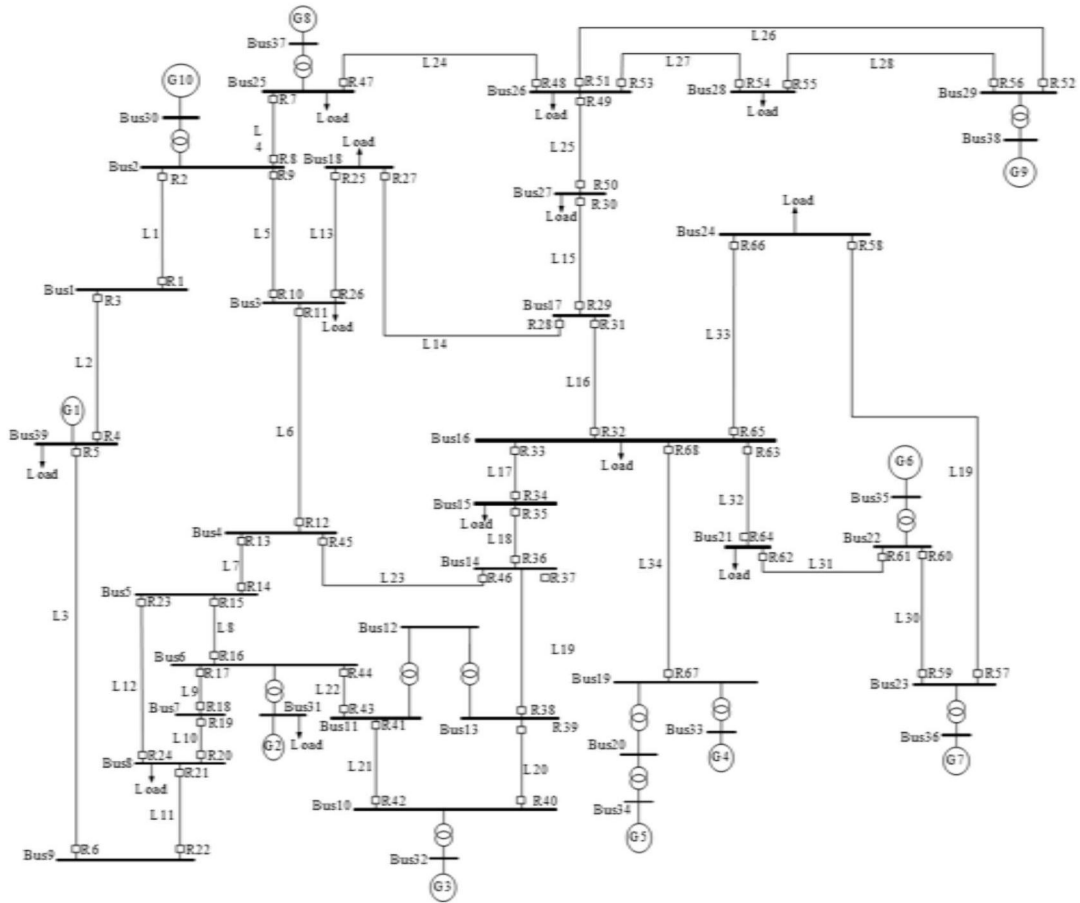 G8
Bus37
L26
G10
L24
L27
L28
Bus25
R47
R48
R51
R53
R54
R55
R56
R52
R7
Load
Bus26
R49
Load
Bus28
Load
Bus29
Bus30
L
4
Load
L25
Bus38
R8
Bus18
Bus2
R2
R9
R25
R27
G9
R50
Bus27
R30
Load
Load
L1
L5
L13
Bus24
R66
R58
L15
R1
Bus1
R3
R10
R26
Bus3
R11
Load
Bus17
R29
R28
R31
L33
L14
L2
L16
G1
Bus39
R4
R5
L6
R32
R65
Bus16
R33
R68
R63
Load
Load
L17
G6
L19
R34
Bus15
R35
Load
L32
Bus35
R12
Bus4
R13
R45
L18
R64
Bus21
R62
Bus22
R61
R60
R36
Bus14
R46
R37
L7
L34
Load
L31
L23
R14
Bus5
R23
R15
L3
L8
L30
Bus12
R16
Bus6
R17
R44
L19
L12
L9
L22
R67
R59
R57
Bus19
Bus23
R18
Bus7
R19
Bus31
R43
Bus11
R41
R38
Bus13
R39
G2
Load
Bus33
Bus36
L10
Bus20
R24
R20
Bus8
R21
G4
G7
Load
L21
L20
L11
R42
R40
Bus10
Bus34
R6
R22
Bus9
G5
Bus32
G3